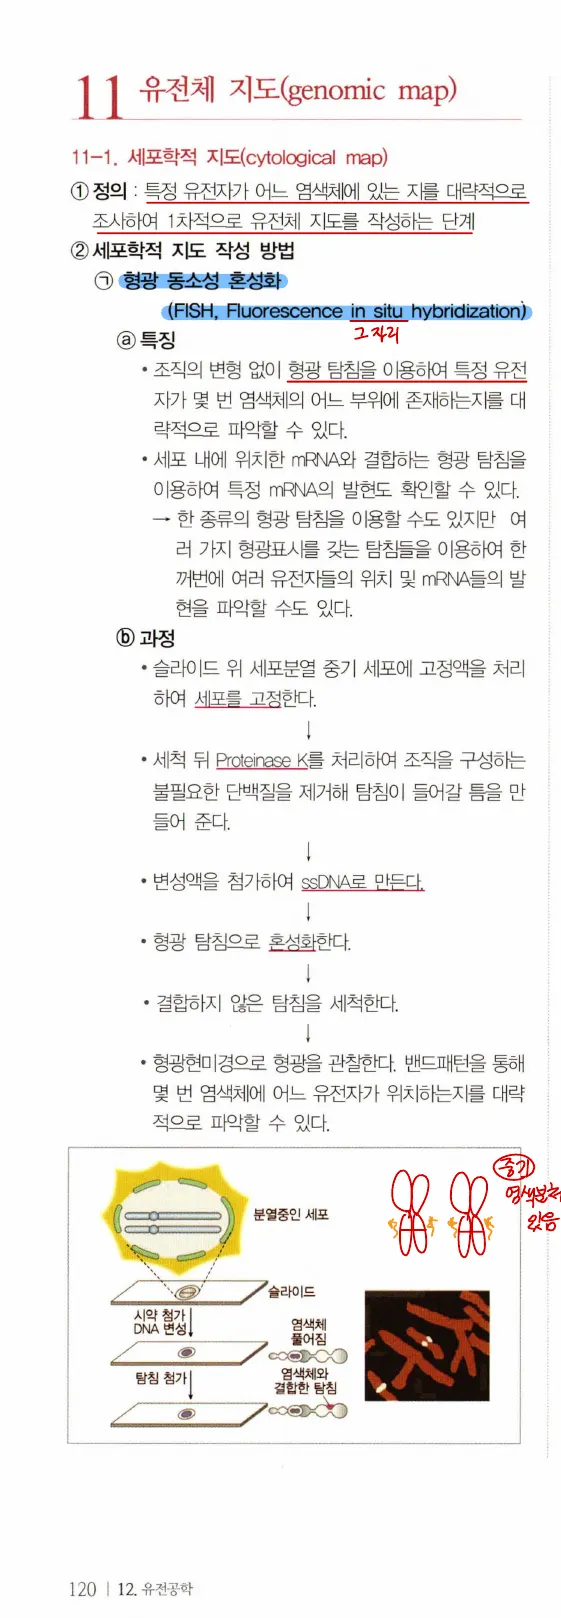 11 유전체 지도(genomic map)
11-1. 세포학적 지도(cytological map)
① 정의 : 특정 유전자가 어느 염색체에 있는 지를 대략적으로
조사하여 1차적으로 유전체 지도를 작성하는 단계
② 세포학적 지도 작성 방법
㉠ 형광 동소성 혼성화
(FISH, Fluorescence in situ hybridization)
그 자리
ⓐ 특징
• 조직의 변형 없이 형광 탐침을 이용하여 특정 유전
자가 몇 번 염색체의 어느 부위에 존재하는지를 대
략적으로 파악할 수 있다.
• 세포 내에 위치한 mRNA와 결합하는 형광 탐침을
이용하여 특정 mRNA의 발현도 확인할 수 있다.
→ 한 종류의 형광 탐침을 이용할 수도 있지만 여
러 가지 형광표시를 갖는 탐침들을 이용하여 한
꺼번에 여러 유전자들의 위치 및 mRNA들의 발
현을 파악할 수도 있다.
ⓑ 과정
• 슬라이드 위 세포분열 중기 세포에 고정액을 처리
하여 세포를 고정한다.
↓
• 세척 뒤 Proteinase K를 처리하여 조직을 구성하는
불필요한 단백질을 제거해 탐침이 들어갈 틈을 만
들어 준다.
↓
• 변성액을 첨가하여 ssDNA로 만든다.
↓
• 형광 탐침으로 혼성화한다.
↓
• 결합하지 않은 탐침을 세척한다.
↓
• 형광현미경으로 형광을 관찰한다. 밴드패턴을 통해
몇 번 염색체에 어느 유전자가 위치하는지를 대략
적으로 파악할 수 있다.
중기
염색분체
있음
분열중인 세포
슬라이드
시약 첨가
DNA 변성
염색체
풀어짐
탐침 첨가
염색체와
결합한 탐침
120 | 12. 유전공학